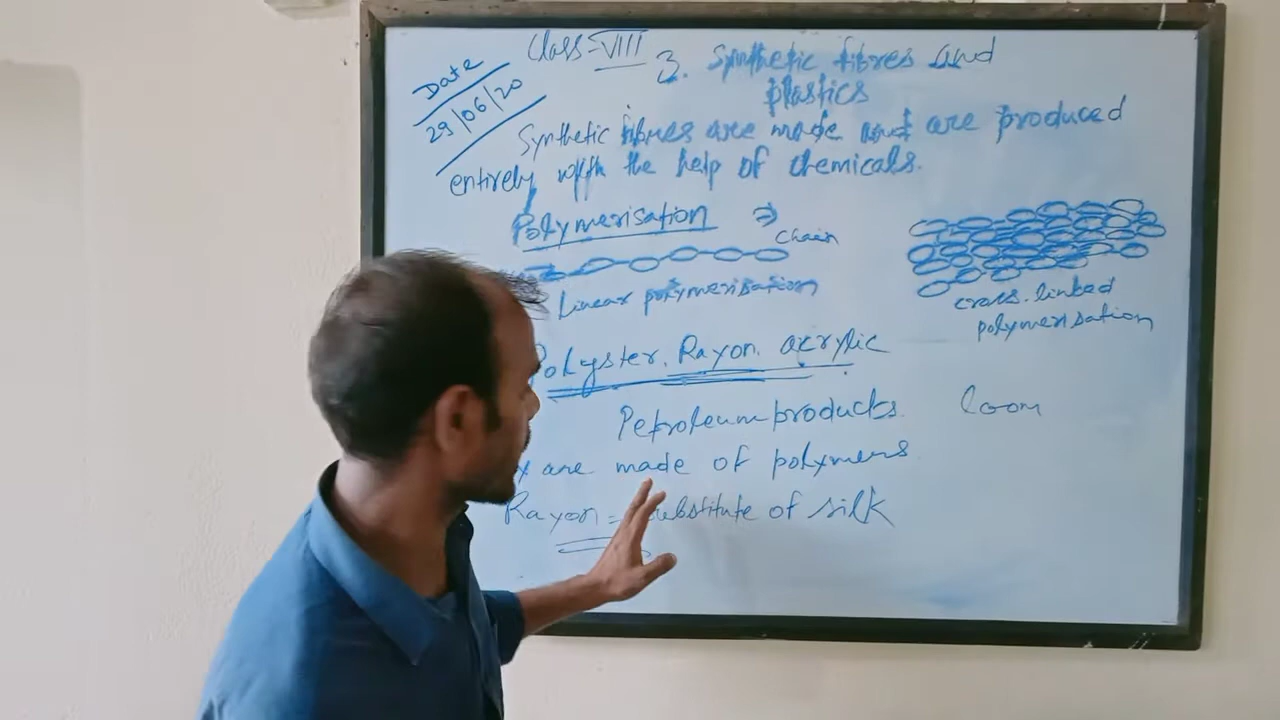 Date
29/06/20
Class-VIII
3. Synthetic fibres and
plastics
Synthetic fibres are made and are produced
entirely with the help of chemicals.
Polymerisation ⇒
chain
Linear polymerisation
cross-linked
polymerisation
Polyster. Rayon. acrylic
Petroleum products. loom
are made of polymers
Rayon = substitute of silk